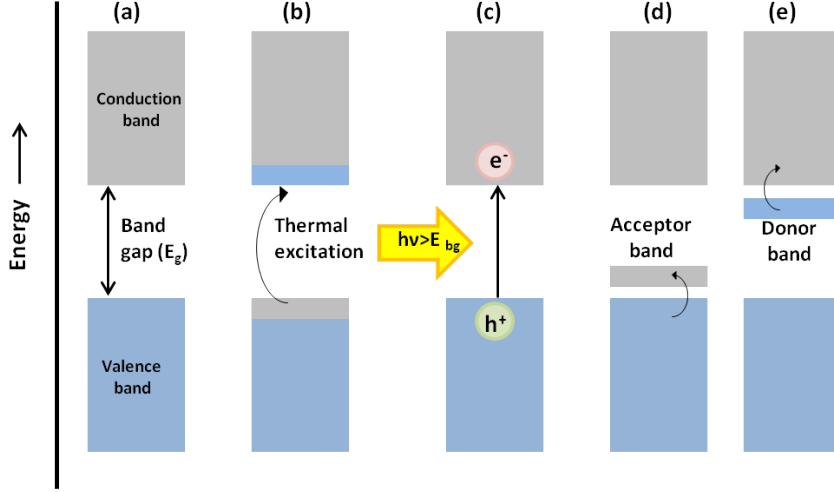 (a)
(b)
(c)
(d)
(e)
Energy
Conduction
band
Band
gap (Eg)
Valence
band
Thermal
excitation
hν>E bg
e-
h+
Acceptor
band
Donor
band